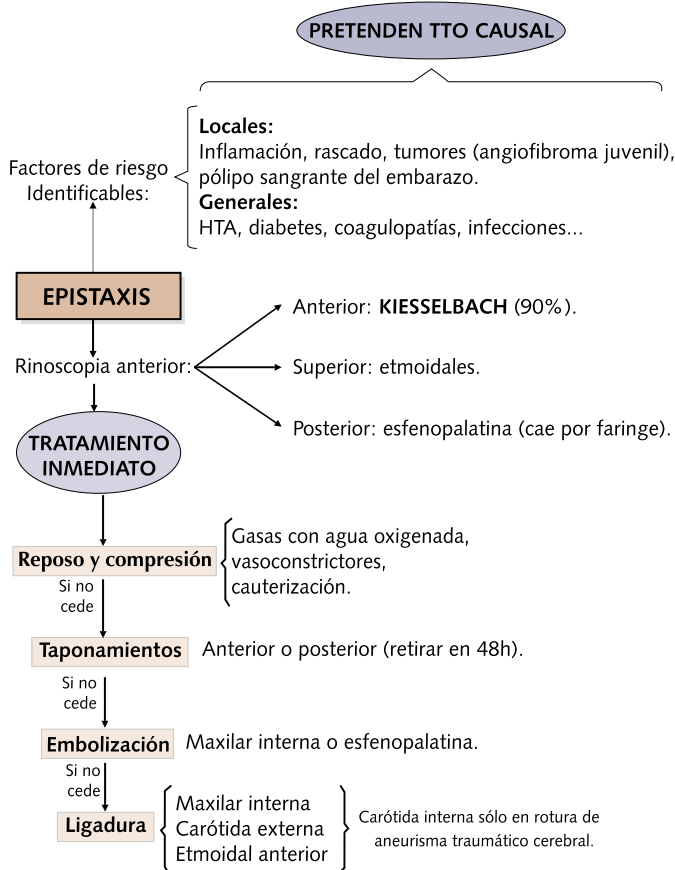 PRETENDEN TTO CAUSAL
Factores de riesgo
Identificables:
Locales:
Inflamación, rascado, tumores (angiofibroma juvenil),
pólipo sangrante del embarazo.
Generales:
HTA, diabetes, coagulopatías, infecciones...
EPISTAXIS
Rinoscopia anterior:
Anterior: KIESSELBACH (90%).
Superior: etmoidales.
Posterior: esfenopalatina (cae por faringe).
TRATAMIENTO
INMEDIATO
Reposo y compresión
Gasas con agua oxigenada,
vasoconstrictores,
cauterización.
Si no
cede
Taponamientos
Anterior o posterior (retirar en 48h).
Si no
cede
Embolización
Maxilar interna o esfenopalatina.
Si no
cede
Ligadura
Maxilar interna
Carótida externa
Etmoidal anterior
Carótida interna sólo en rotura de
aneurisma traumático cerebral.